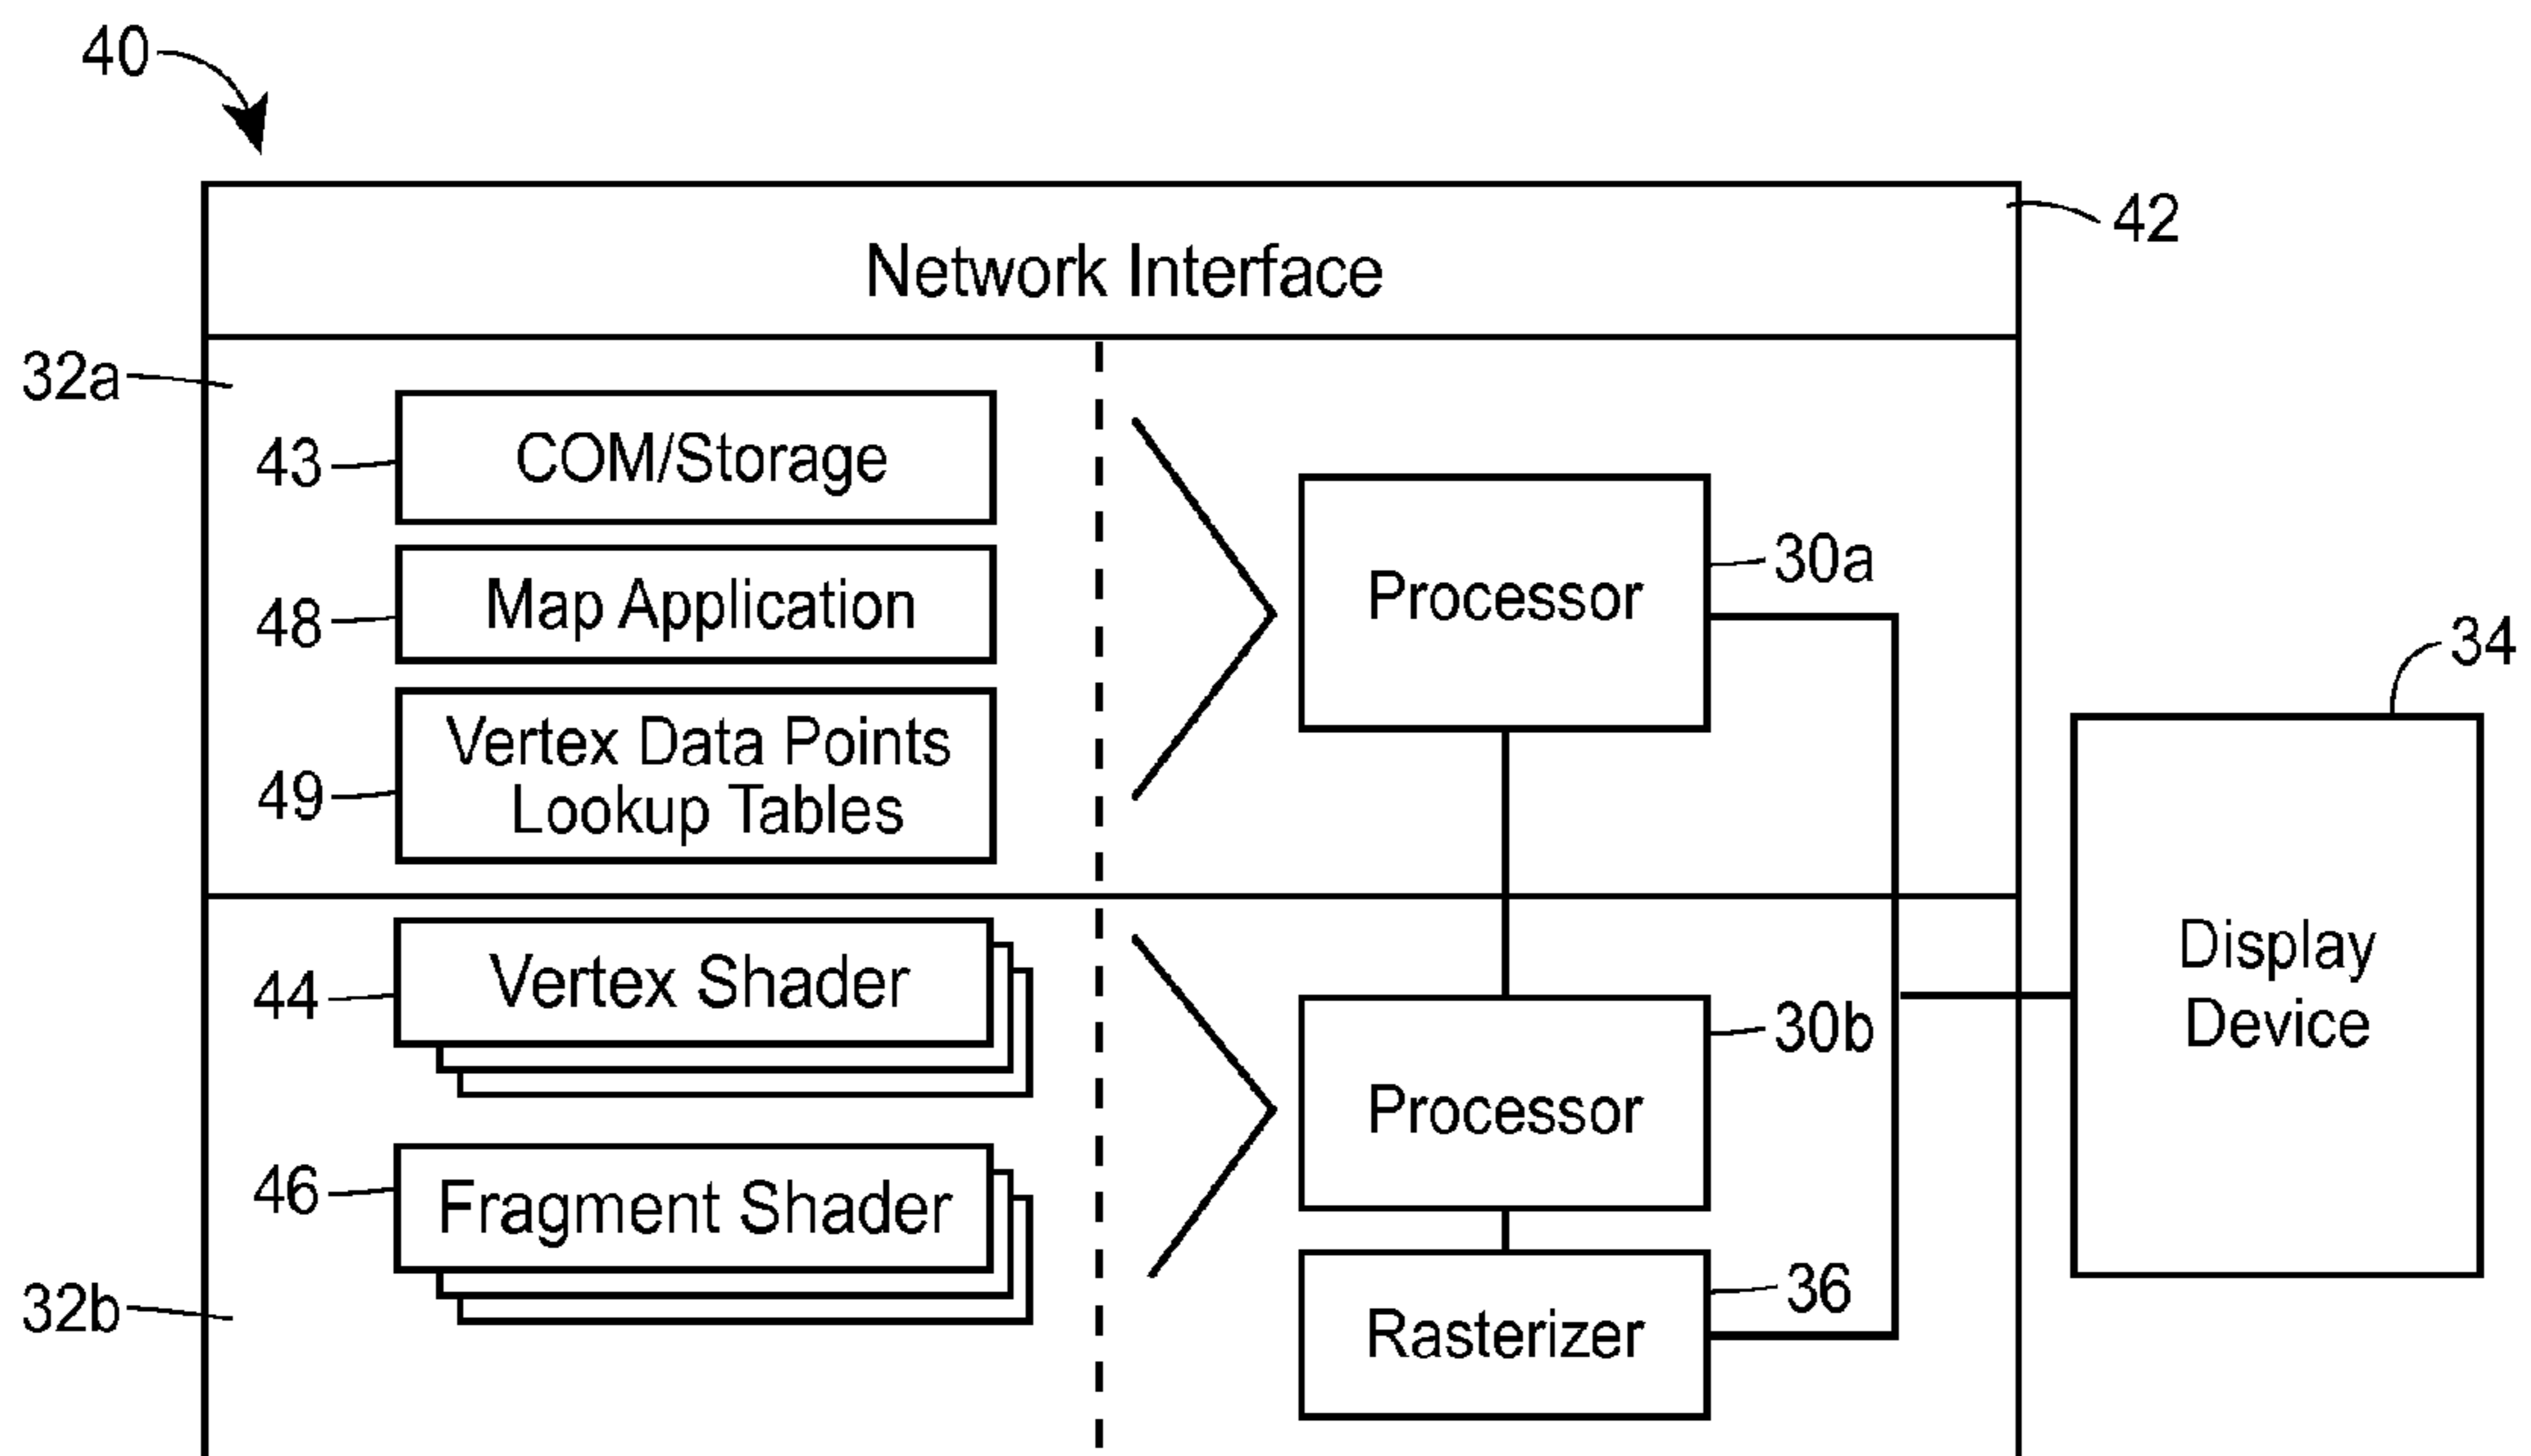 40
42
Network Interface
32a
43
COM/Storage
48
Map Application
49
Vertex Data Points
Lookup Tables
Processor
30a
34
Display
Device
44
Vertex Shader
46
Fragment Shader
32b
Processor
30b
Rasterizer
36